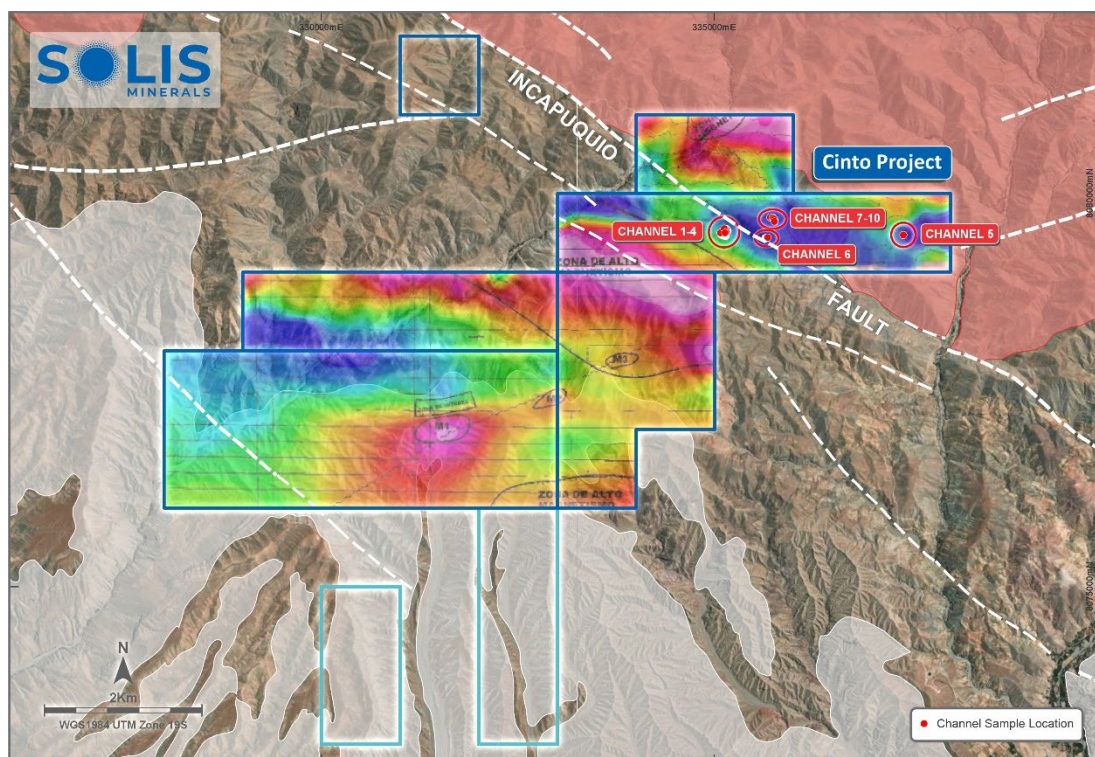 330000mE
335000mE
SOLIS
MINERALS
INCAPUQUIO
FAULT
Cinto Project
8080000mN
CHANNEL 1-4
CHANNEL 7-10
CHANNEL 5
CHANNEL 6
ZONA DE ALTO
M3
M1
ZONA DE ALTO
8075000mN
N
2Km
WGS1984 UTM Zone 19S
Channel Sample Location